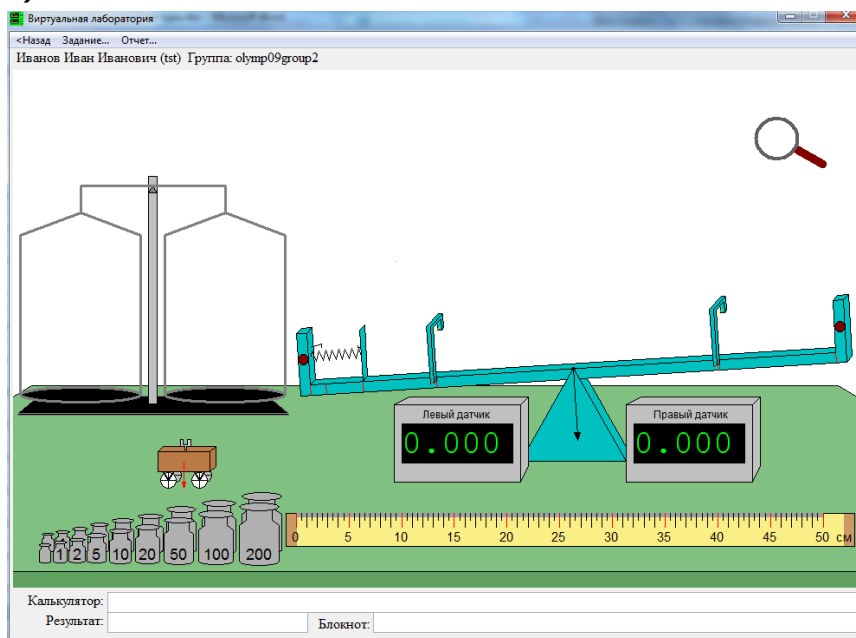 Виртуальная лаборатория
<Назад Задание... Отчет...
Иванов Иван Иванович (tst) Группа: olymp09group2
Левый датчик
0.000
Правый датчик
0.000
1 2 5 10 20 50 100 200
0 5 10 15 20 25 30 35 40 45 50 см
Калькулятор:
Результат:
Блокнот: